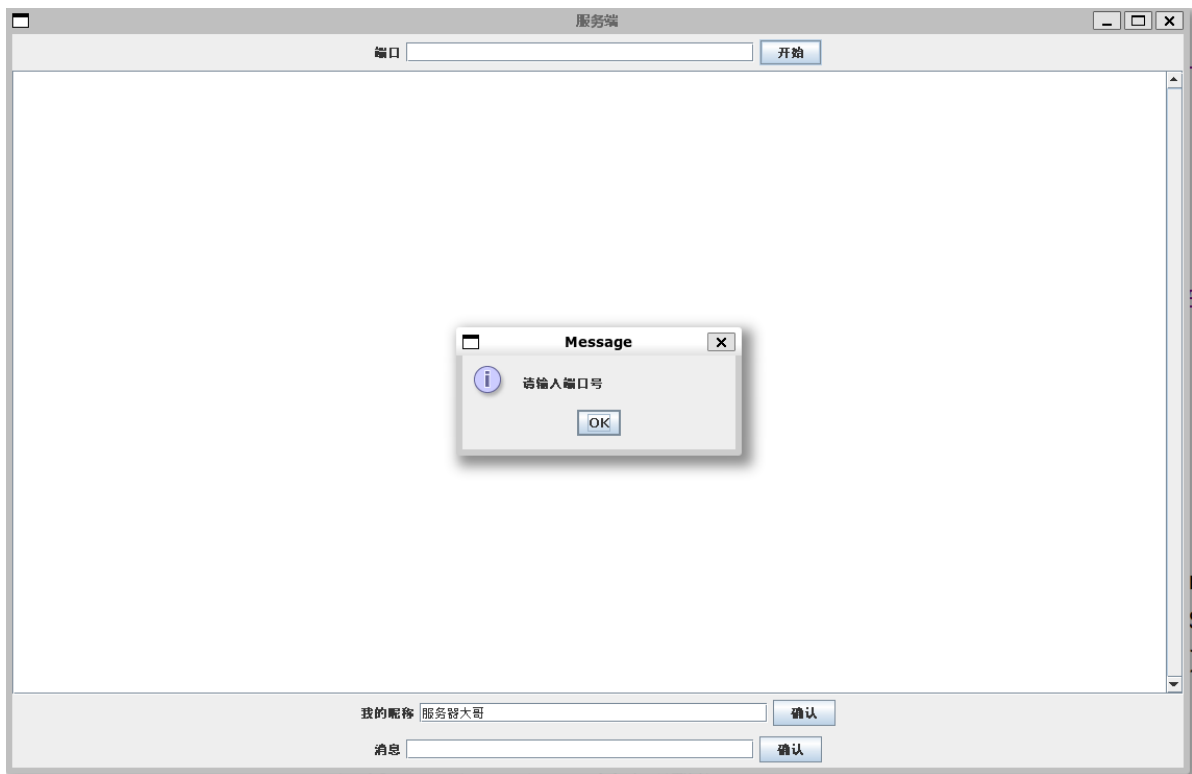 服务端
端口 开始
Message
请输入端口号
OK
我的昵称 服务器大哥 确认
消息 确认